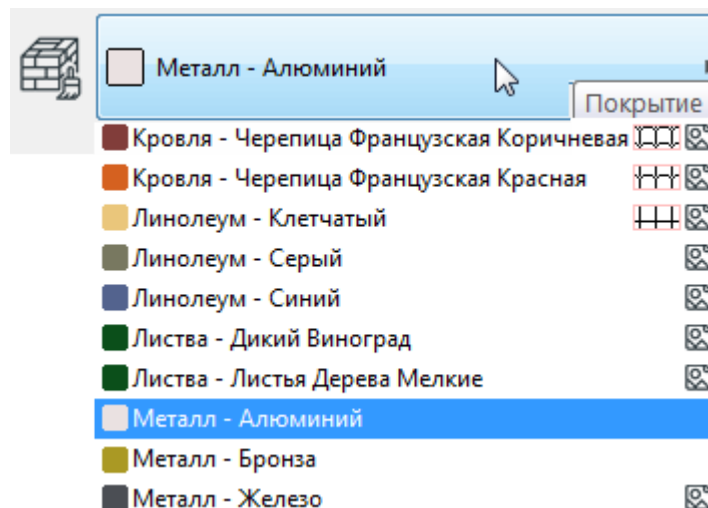 Металл - Алюминий
Покрытие
Кровля - Черепица Французская Коричневая
Кровля - Черепица Французская Красная
Линолеум - Клетчатый
Линолеум - Серый
Линолеум - Синий
Листва - Дикий Виноград
Листва - Листья Дерева Мелкие
Металл - Алюминий
Металл - Бронза
Металл - Железо